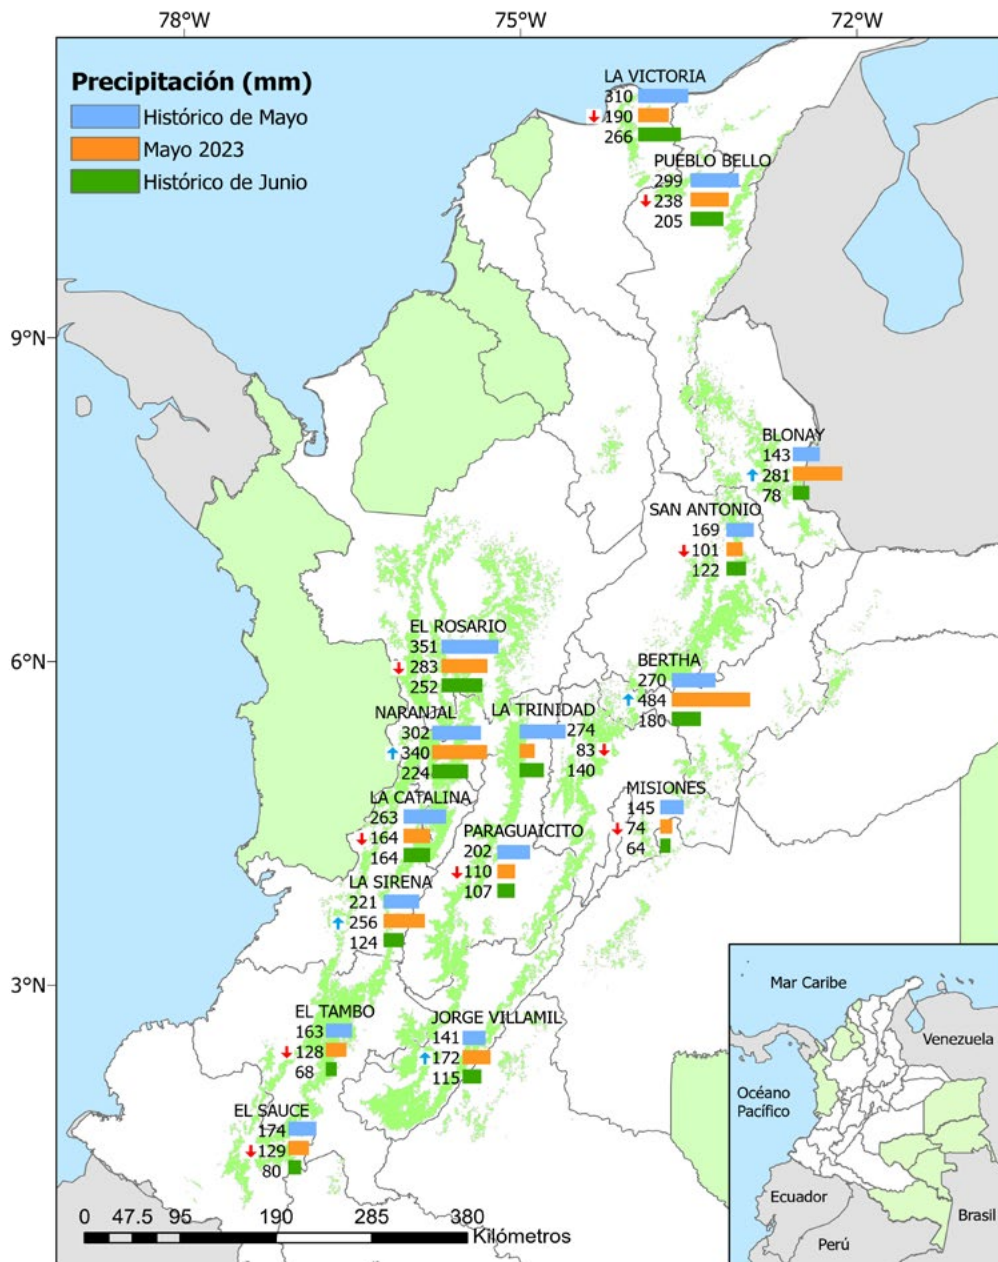 78°W 75°W 72°W
Precipitación (mm)
Histórico de Mayo
Mayo 2023
Histórico de Junio
LA VICTORIA
310
190
266
PUEBLO BELLO
299
238
205
9°N
BLONAY
143
281
78
SAN ANTONIO
169
101
122
EL ROSARIO
351
283
252
6°N
BERTHA
270
484
180
NARANJAL
302
340
224
LA TRINIDAD
274
83
140
MISIONES
145
74
64
LA CATALINA
263
164
164
PARAGUAICITO
202
110
107
LA SIRENA
221
256
124
3°N
EL TAMBO
163
128
68
JORGE VILLAMIL
141
172
115
EL SAUCE
174
129
80
0 47.5 95 190 285 380
Kilómetros
Mar Caribe
Venezuela
Océano
Pacífico
Ecuador
Perú
Brasil